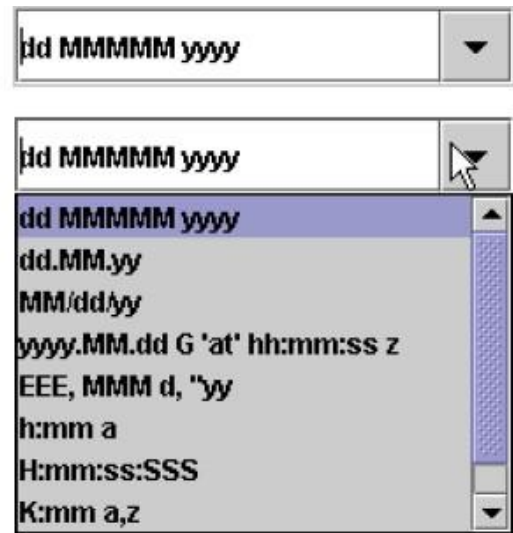 dd MMMMM yyyy
dd MMMMM yyyy
dd MMMMM yyyy
dd.MM.yy
MM/dd/yy
yyyy.MM.dd G 'at' hh:mm:ss z
EEE, MMM d, ''yy
h:mm a
H:mm:ss:SSS
K:mm a,z